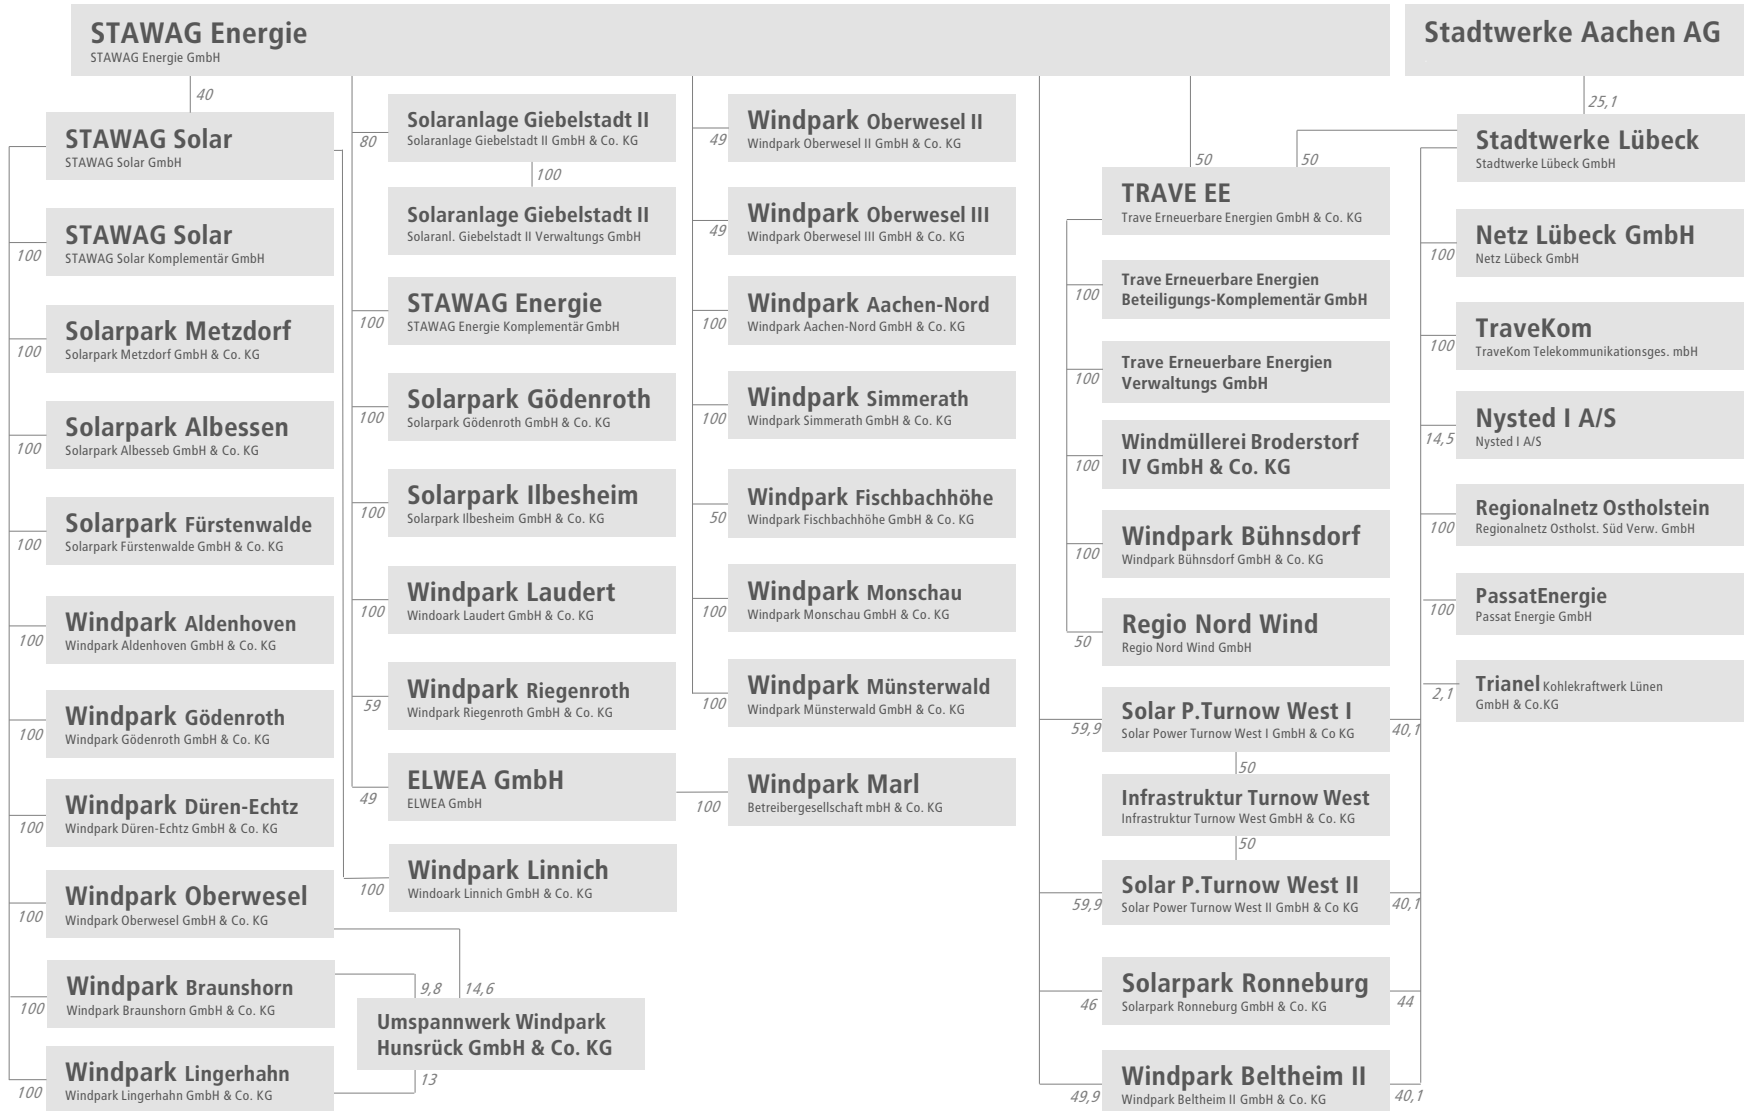 STAWAG Energie
STAWAG Energie GmbH
Stadtwerke Aachen AG
40
STAWAG Solar
STAWAG Solar GmbH
100
STAWAG Solar
STAWAG Solar Komplementär GmbH
100
Solarpark Metzdorf
Solarpark Metzdorf GmbH & Co. KG
100
Solarpark Albessen
Solarpark Albesseb GmbH & Co. KG
100
Solarpark Fürstenwalde
Solarpark Fürstenwalde GmbH & Co. KG
100
Windpark Aldenhoven
Windpark Aldenhoven GmbH & Co. KG
100
Windpark Gödenroth
Windpark Gödenroth GmbH & Co. KG
100
Windpark Düren-Echtz
Windpark Düren-Echtz GmbH & Co. KG
100
Windpark Oberwesel
Windpark Oberwesel GmbH & Co. KG
100
Windpark Braunshorn
Windpark Braunshorn GmbH & Co. KG
100
Windpark Lingerhahn
Windpark Lingerhahn GmbH & Co. KG
80
Solaranlage Giebelstadt II
Solaranlage Giebelstadt II GmbH & Co. KG
100
Solaranlage Giebelstadt II
Solaranl. Giebelstadt II Verwaltungs GmbH
100
STAWAG Energie
STAWAG Energie Komplementär GmbH
100
Solarpark Gödenroth
Solarpark Gödenroth GmbH & Co. KG
100
Solarpark Ilbesheim
Solarpark Ilbesheim GmbH & Co. KG
100
Windpark Laudert
Windoark Laudert GmbH & Co. KG
59
Windpark Riegenroth
Windpark Riegenroth GmbH & Co. KG
49
ELWEA GmbH
ELWEA GmbH
100
Windpark Linnich
Windoark Linnich GmbH & Co. KG
9,8
14,6
Umspannwerk Windpark
Hunsrück GmbH & Co. KG
13
49
Windpark Oberwesel II
Windpark Oberwesel II GmbH & Co. KG
49
Windpark Oberwesel III
Windpark Oberwesel III GmbH & Co. KG
100
Windpark Aachen-Nord
Windpark Aachen-Nord GmbH & Co. KG
100
Windpark Simmerath
Windpark Simmerath GmbH & Co. KG
50
Windpark Fischbachhöhe
Windpark Fischbachhöhe GmbH & Co. KG
100
Windpark Monschau
Windpark Monschau GmbH & Co. KG
100
Windpark Münsterwald
Windpark Münsterwald GmbH & Co. KG
100
Windpark Marl
Betreibergesellschaft mbH & Co. KG
50
50
TRAVE EE
Trave Erneuerbare Energien GmbH & Co. KG
100
Trave Erneuerbare Energien
Beteiligungs-Komplementär GmbH
100
Trave Erneuerbare Energien
Verwaltungs GmbH
100
Windmüllerei Broderstorf
IV GmbH & Co. KG
100
Windpark Bühnsdorf
Windpark Bühnsdorf GmbH & Co. KG
50
Regio Nord Wind
Regio Nord Wind GmbH
59,9
Solar P.Turnow West I
Solar Power Turnow West I GmbH & Co KG
40,1
50
Infrastruktur Turnow West
Infrastruktur Turnow West GmbH & Co. KG
50
59,9
Solar P.Turnow West II
Solar Power Turnow West II GmbH & Co KG
40,1
46
Solarpark Ronneburg
Solarpark Ronneburg GmbH & Co. KG
44
49,9
Windpark Beltheim II
Windpark Beltheim II GmbH & Co. KG
40,1
25,1
Stadtwerke Lübeck
Stadtwerke Lübeck GmbH
100
Netz Lübeck GmbH
Netz Lübeck GmbH
100
TraveKom
TraveKom Telekommunikationsges. mbH
14,5
Nysted I A/S
Nysted I A/S
100
Regionalnetz Ostholstein
Regionalnetz Ostholst. Süd Verw. GmbH
100
PassatEnergie
Passat Energie GmbH
2,1
Trianel Kohlekraftwerk Lünen
GmbH & Co.KG